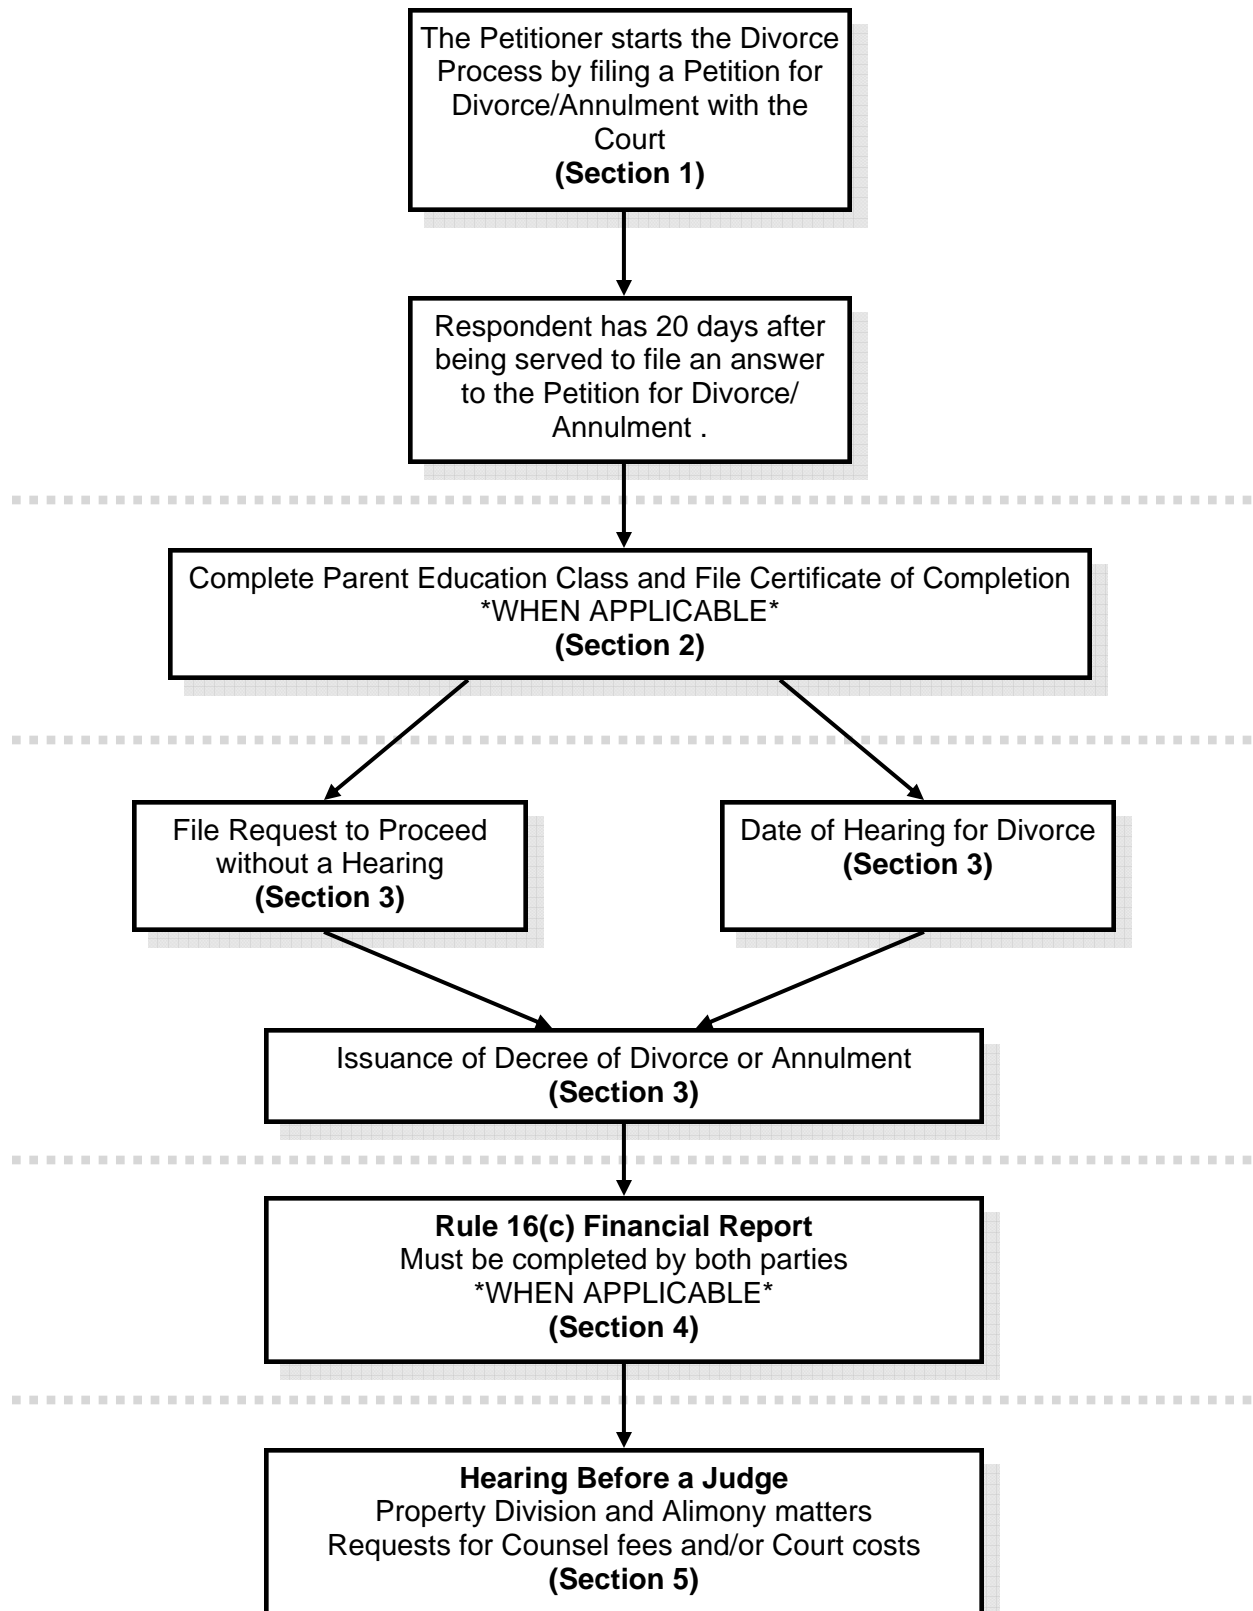 The Petitioner starts the Divorce
Process by filing a Petition for
Divorce/Annulment with the
Court
(Section 1)
Respondent has 20 days after
being served to file an answer
to the Petition for Divorce/
Annulment .
Complete Parent Education Class and File Certificate of Completion
*WHEN APPLICABLE*
(Section 2)
File Request to Proceed
without a Hearing
(Section 3)
Date of Hearing for Divorce
(Section 3)
Issuance of Decree of Divorce or Annulment
(Section 3)
Rule 16(c) Financial Report
Must be completed by both parties
*WHEN APPLICABLE*
(Section 4)
Hearing Before a Judge
Property Division and Alimony matters
Requests for Counsel fees and/or Court costs
(Section 5)